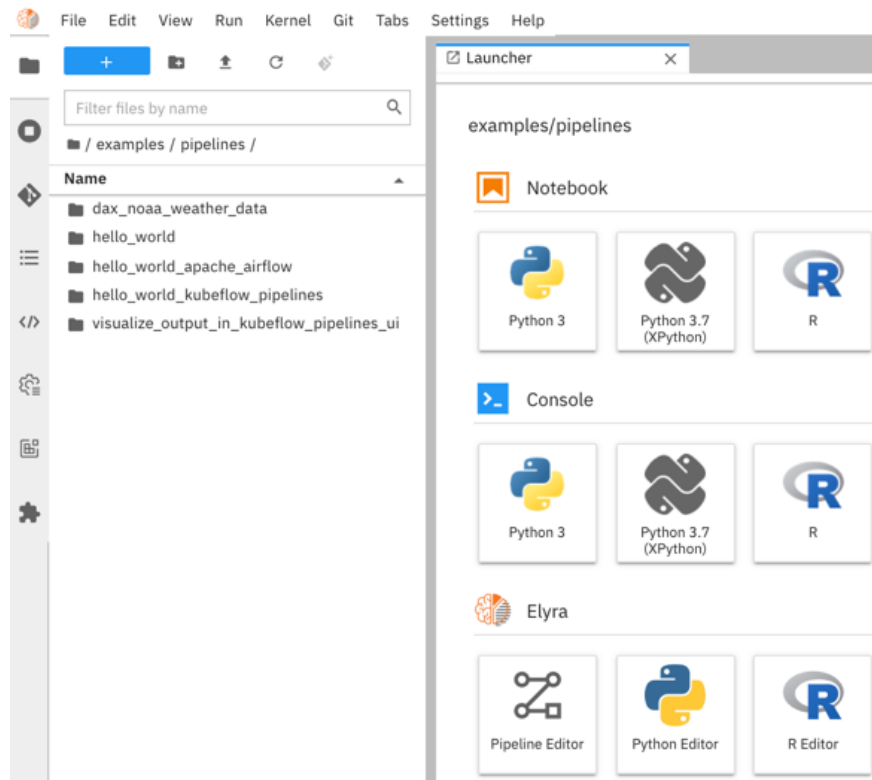 File Edit View Run Kernel Git Tabs Settings Help
+
Filter files by name
/ examples / pipelines /
Name
dax_noaa_weather_data
hello_world
hello_world_apache_airflow
hello_world_kubeflow_pipelines
visualize_output_in_kubeflow_pipelines_ui
Launcher
examples/pipelines
Notebook
Python 3
Python 3.7
(XPython)
R
Console
Python 3
Python 3.7
(XPython)
R
Elyra
Pipeline Editor
Python Editor
R Editor